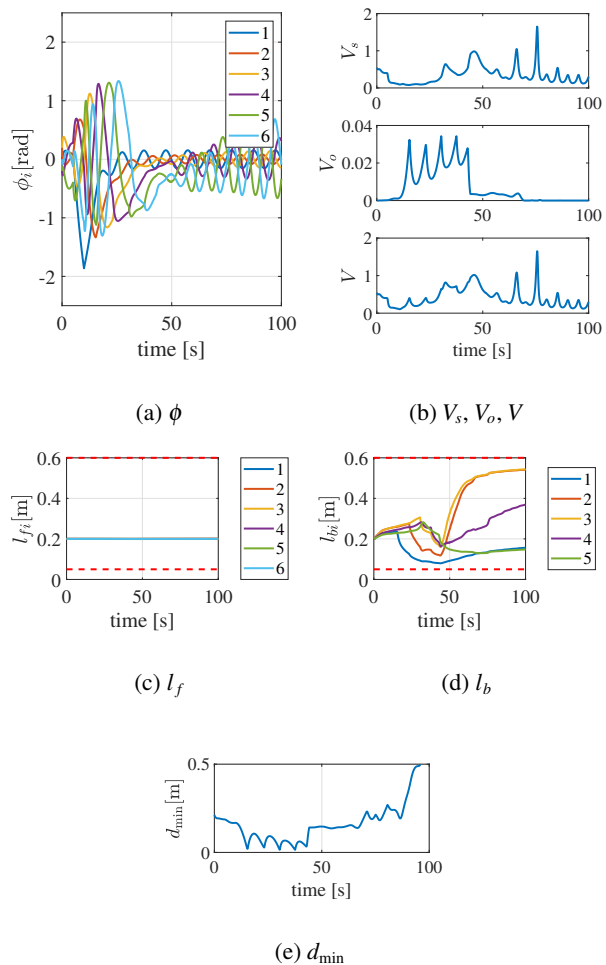 2
1
0
-1
-2
ϕi[rad]
1
2
3
4
5
6
0 50 100
time [s]
(a) ϕ
2
1
0
Vs
0 50 100
0.04
0.02
0
Vo
0 50 100
2
1
0
V
0 50 100
time [s]
(b) Vs, Vo, V
0.6
0.4
0.2
0
lfi[m]
1
2
3
4
5
6
0 50 100
time [s]
(c) lf
0.6
0.4
0.2
0
lbi[m]
1
2
3
4
5
0 50 100
time [s]
(d) lb
0.5
0
dmin[m]
0 50 100
time [s]
(e) dmin